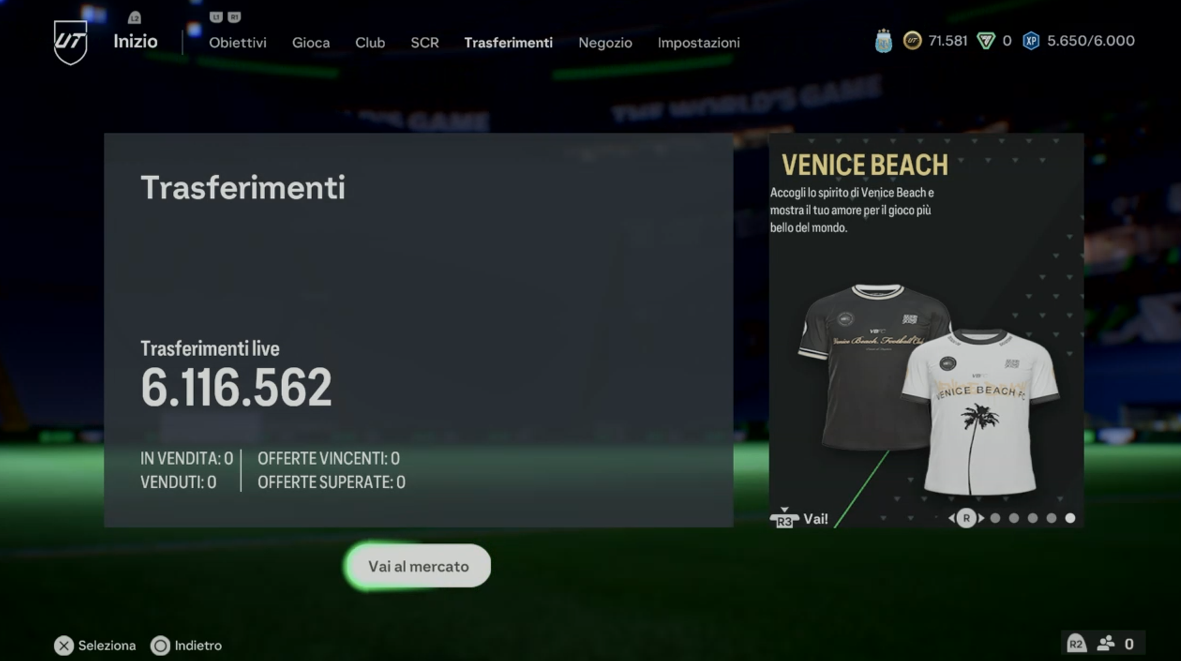 L2
L1 R1
UT
Inizio
Obiettivi
Gioca
Club
SCR
Trasferimenti
Negozio
Impostazioni
71.581
0
XP
5.650/6.000
THE WORLD'S GAME
Trasferimenti
Trasferimenti live
6.116.562
IN VENDITA: 0
OFFERTE VINCENTI: 0
VENDUTI: 0
OFFERTE SUPERATE: 0
VENICE BEACH
Accogli lo spirito di Venice Beach e
mostra il tuo amore per il gioco più
bello del mondo.
Venice Beach Football Club
VENICE BEACH FC
R3 Vai!
R
Vai al mercato
Seleziona
Indietro
R2
0